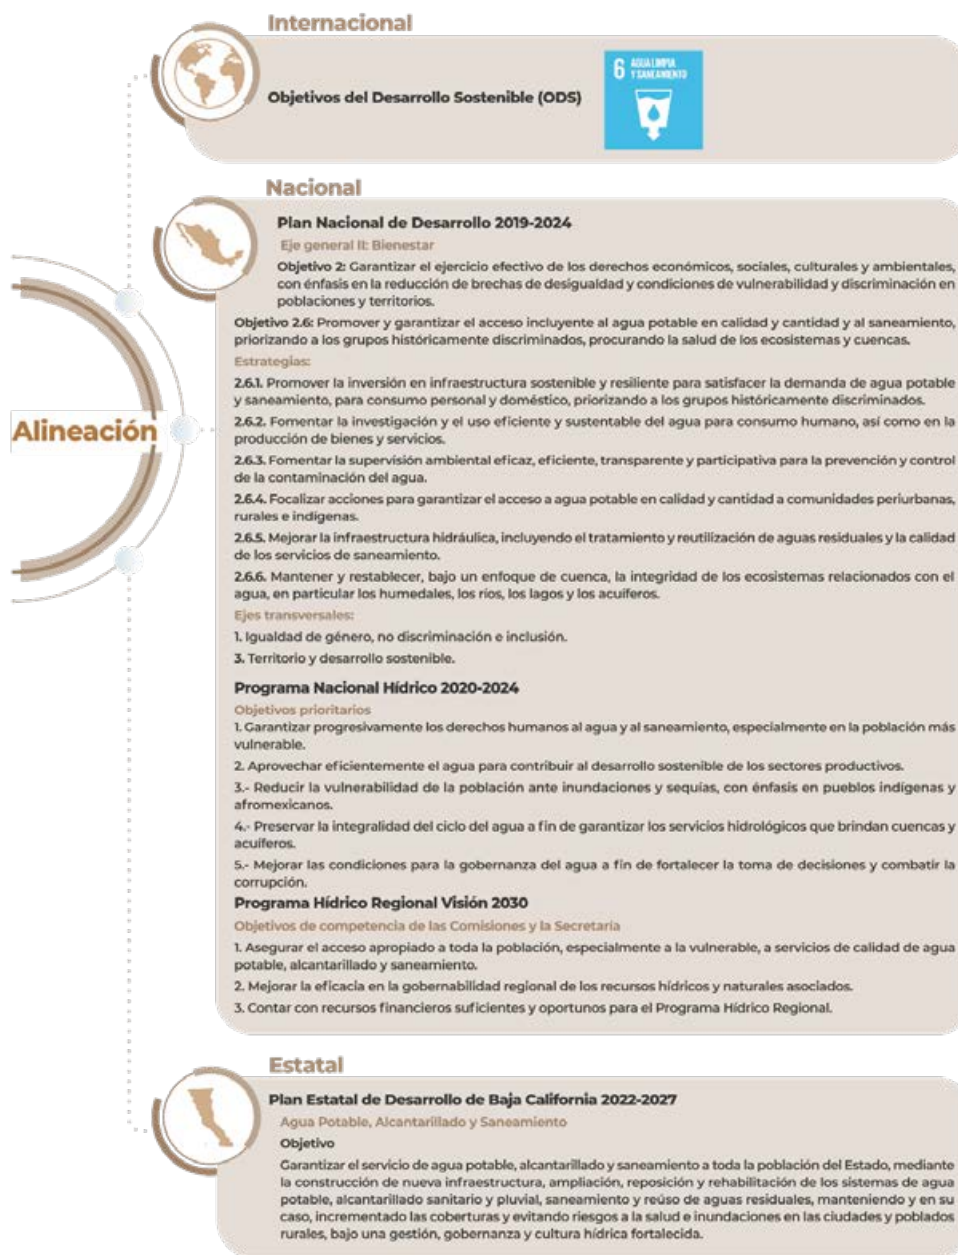 Internacional
Objetivos del Desarrollo Sostenible (ODS)
6 AGUA LIMPIA
Y SANEAMIENTO
Nacional
Plan Nacional de Desarrollo 2019-2024
Eje general II: Bienestar
Objetivo 2: Garantizar el ejercicio efectivo de los derechos económicos, sociales, culturales y ambientales,
con énfasis en la reducción de brechas de desigualdad y condiciones de vulnerabilidad y discriminación en
poblaciones y territorios.
Objetivo 2.6: Promover y garantizar el acceso incluyente al agua potable en calidad y cantidad y al saneamiento,
priorizando a los grupos históricamente discriminados, procurando la salud de los ecosistemas y cuencas.
Estrategias:
2.6.1. Promover la inversión en infraestructura sostenible y resiliente para satisfacer la demanda de agua potable
y saneamiento, para consumo personal y doméstico, priorizando a los grupos históricamente discriminados.
2.6.2. Fomentar la investigación y el uso eficiente y sustentable del agua para consumo humano, así como en la
producción de bienes y servicios.
2.6.3. Fomentar la supervisión ambiental eficaz, eficiente, transparente y participativa para la prevención y control
de la contaminación del agua.
2.6.4. Focalizar acciones para garantizar el acceso a agua potable en calidad y cantidad a comunidades periurbanas,
rurales e indígenas.
2.6.5. Mejorar la infraestructura hidráulica, incluyendo el tratamiento y reutilización de aguas residuales y la calidad
de los servicios de saneamiento.
2.6.6. Mantener y restablecer, bajo un enfoque de cuenca, la integridad de los ecosistemas relacionados con el
agua, en particular los humedales, los ríos, los lagos y los acuíferos.
Ejes transversales:
1. Igualdad de género, no discriminación e inclusión.
3. Territorio y desarrollo sostenible.
Programa Nacional Hídrico 2020-2024
Objetivos prioritarios
1. Garantizar progresivamente los derechos humanos al agua y al saneamiento, especialmente en la población más
vulnerable.
2. Aprovechar eficientemente el agua para contribuir al desarrollo sostenible de los sectores productivos.
3.- Reducir la vulnerabilidad de la población ante inundaciones y sequías, con énfasis en pueblos indígenas y
afromexicanos.
4.- Preservar la integralidad del ciclo del agua a fin de garantizar los servicios hidrológicos que brindan cuencas y
acuíferos.
5.- Mejorar las condiciones para la gobernanza del agua a fin de fortalecer la toma de decisiones y combatir la
corrupción.
Programa Hídrico Regional Visión 2030
Objetivos de competencia de las Comisiones y la Secretaría
1. Asegurar el acceso apropiado a toda la población, especialmente a la vulnerable, a servicios de calidad de agua
potable, alcantarillado y saneamiento.
2. Mejorar la eficacia en la gobernabilidad regional de los recursos hídricos y naturales asociados.
3. Contar con recursos financieros suficientes y oportunos para el Programa Hídrico Regional.
Alineación
Estatal
Plan Estatal de Desarrollo de Baja California 2022-2027
Agua Potable, Alcantarillado y Saneamiento
Objetivo
Garantizar el servicio de agua potable, alcantarillado y saneamiento a toda la población del Estado, mediante
la construcción de nueva infraestructura, ampliación, reposición y rehabilitación de los sistemas de agua
potable, alcantarillado sanitario y pluvial, saneamiento y reúso de aguas residuales, manteniendo y en su
caso, incrementado las coberturas y evitando riesgos a la salud e inundaciones en las ciudades y poblados
rurales, bajo una gestión, gobernanza y cultura hídrica fortalecida.